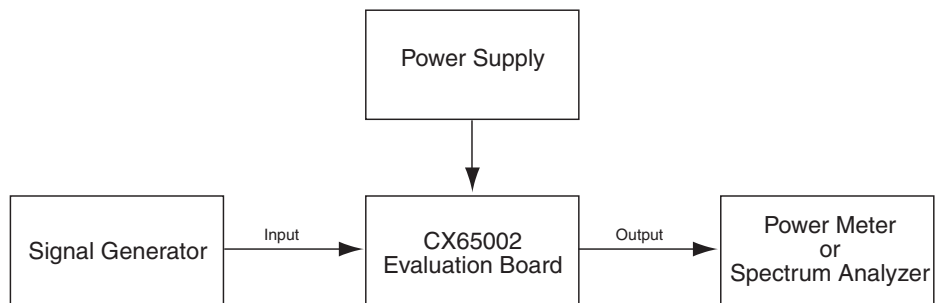 Power Supply
Signal Generator
Input
CX65002
Evaluation Board
Output
Power Meter
or
Spectrum Analyzer